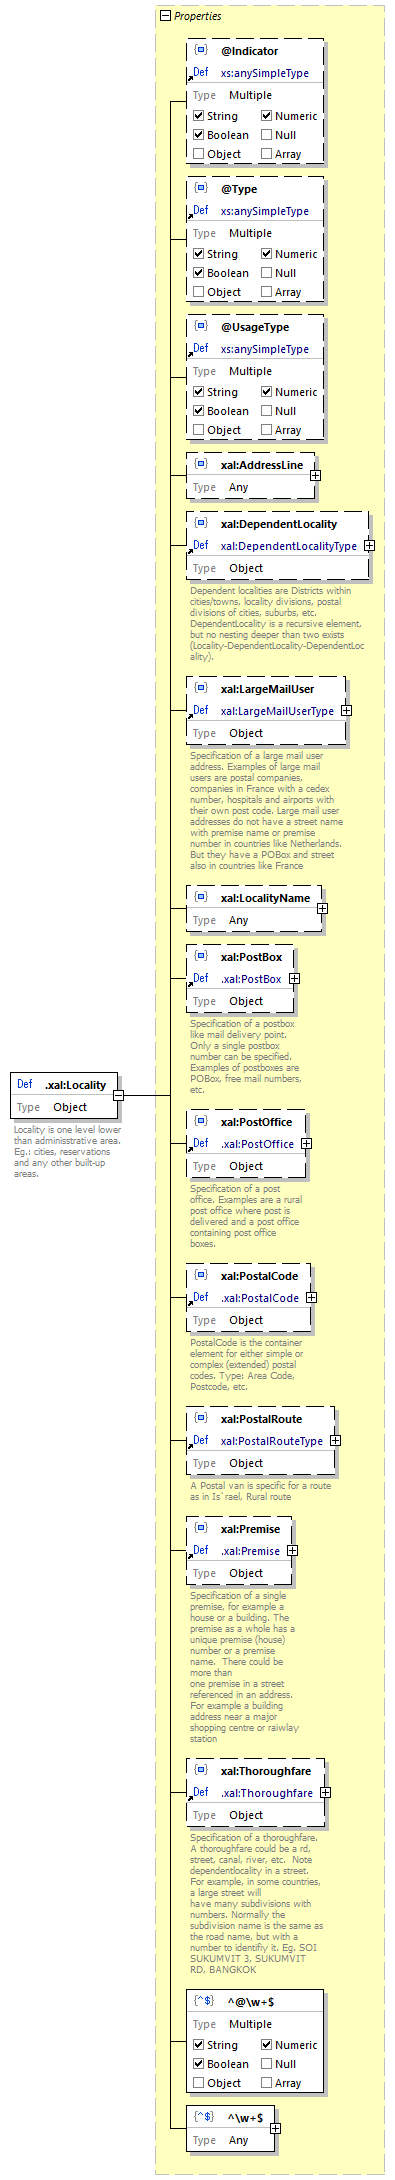 Properties
@Indicator
Def xs:anySimpleType
Type Multiple
String Numeric
Boolean Null
Object Array
@Type
Def xs:anySimpleType
Type Multiple
String Numeric
Boolean Null
Object Array
@UsageType
Def xs:anySimpleType
Type Multiple
String Numeric
Boolean Null
Object Array
xal:AddressLine
Type Any
xal:DependentLocality
Def xal:DependentLocalityType
Type Object
Dependent localities are Districts within
cities/towns, locality divisions, postal
divisions of cities, suburbs, etc.
DependentLocality is a recursive element,
but no nesting deeper than two exists
(Locality-DependentLocality-DependentLoc
ality).
xal:LargeMailUser
Def xal:LargeMailUserType
Type Object
Specification of a large mail user
address. Examples of large mail
users are postal companies,
companies in France with a cedex
number, hospitals and airports with
their own post code. Large mail user
addresses do not have a street name
with premise name or premise
number in countries like Netherlands.
But they have a POBox and street
also in countries like France
xal:LocalityName
Type Any
xal:PostBox
Def .xal:PostBox
Type Object
Specification of a postbox
like mail delivery point.
Only a single postbox
number can be specified.
Examples of postboxes are
POBox, free mail numbers,
etc.
Def .xal:Locality
Type Object
Locality is one level lower
than adminisstrative area.
Eg.: cities, reservations
and any other built-up
areas.
xal:PostOffice
Def .xal:PostOffice
Type Object
Specification of a post
office. Examples are a rural
post office where post is
delivered and a post office
containing post office
boxes.
xal:PostalCode
Def .xal:PostalCode
Type Object
PostalCode is the container
element for either simple or
complex (extended) postal
codes. Type: Area Code,
Postcode, etc.
xal:PostalRoute
Def xal:PostalRouteType
Type Object
A Postal van is specific for a route
as in Is`rael, Rural route
xal:Premise
Def .xal:Premise
Type Object
Specification of a single
premise, for example a
house or a building. The
premise as a whole has a
unique premise (house)
number or a premise
name.  There could be
more than
one premise in a street
referenced in an address.
For example a building
address near a major
shopping centre or raiwlay
station
xal:Thoroughfare
Def .xal:Thoroughfare
Type Object
Specification of a thoroughfare.
A thoroughfare could be a rd,
street, canal, river, etc.  Note
dependentlocality in a street.
For example, in some countries,
a large street will
have many subdivisions with
numbers. Normally the
subdivision name is the same as
the road name, but with a
number to identifiy it. Eg. SOI
SUKUMVIT 3, SUKUMVIT
RD, BANGKOK
{^$} ^@\w+$
Type Multiple
String Numeric
Boolean Null
Object Array
{^$} ^\w+$
Type Any